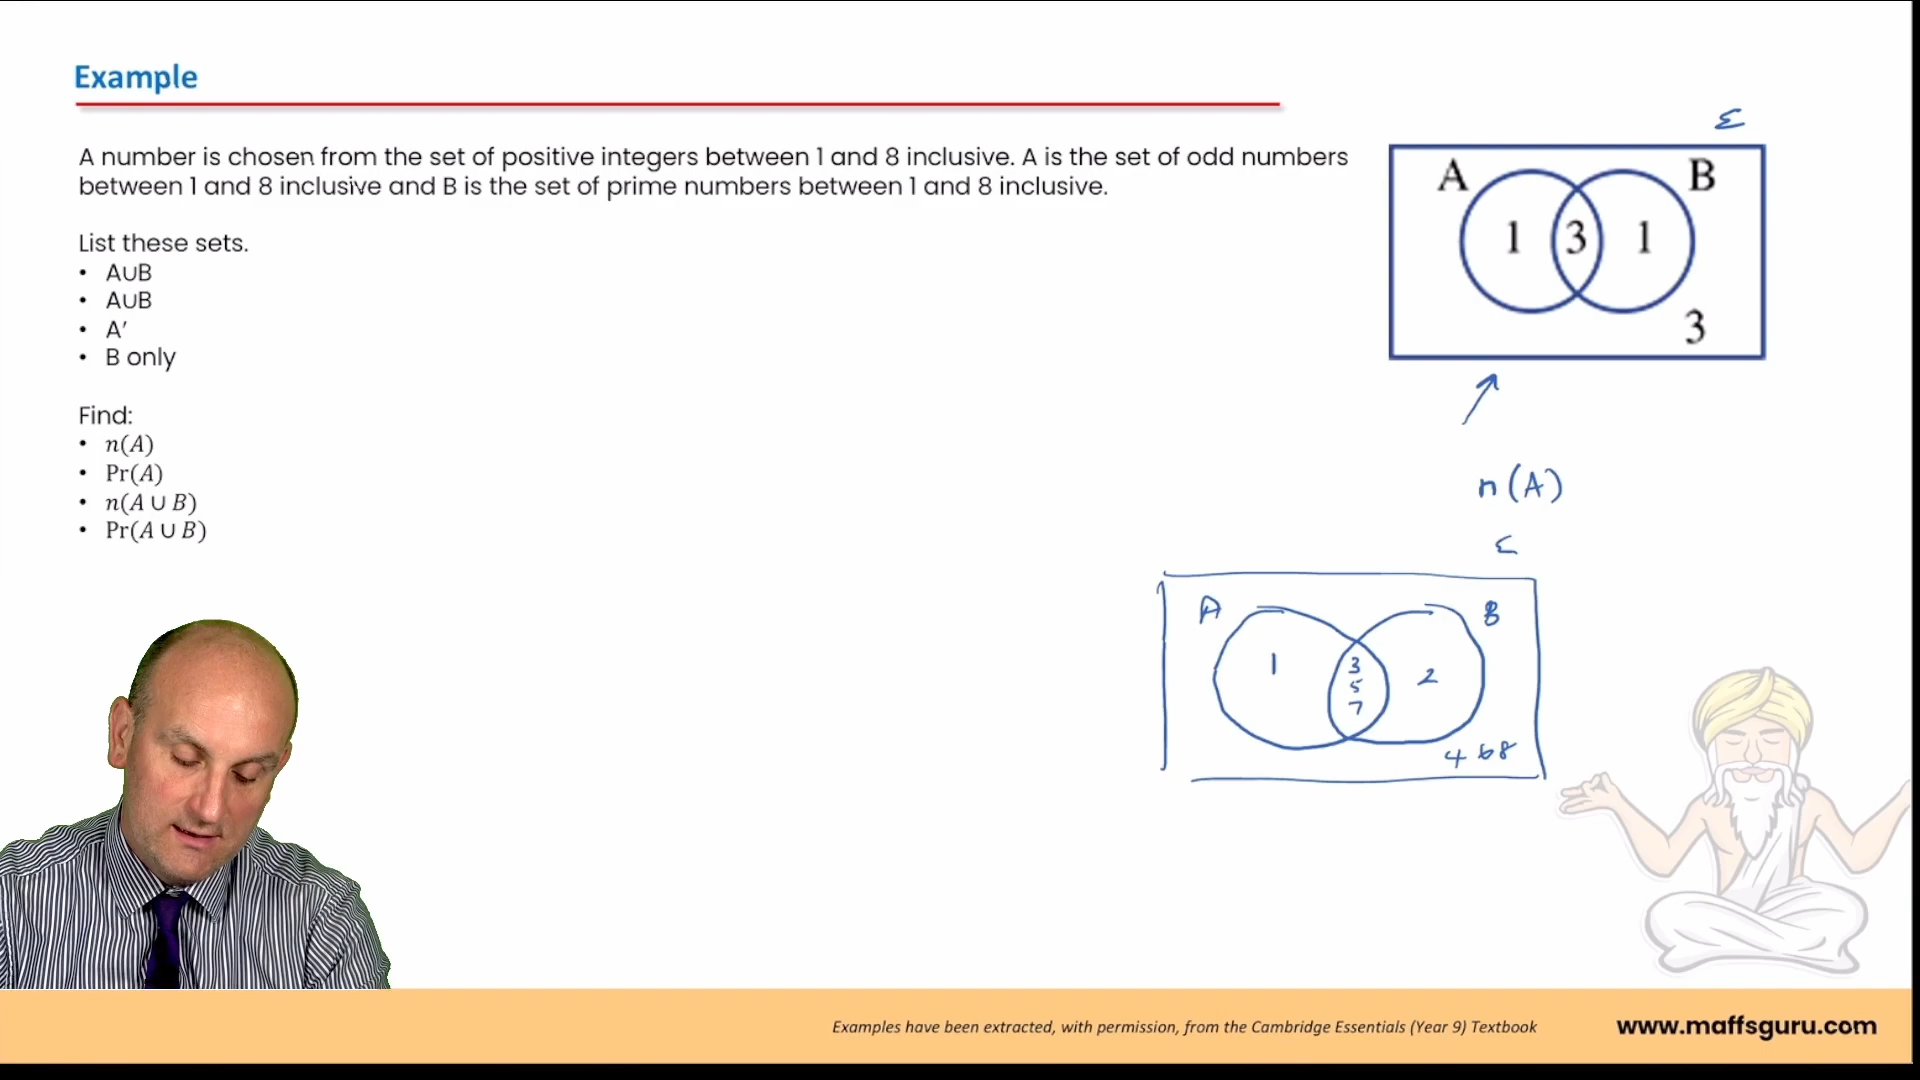 Example
A number is chosen from the set of positive integers between 1 and 8 inclusive. A is the set of odd numbers
between 1 and 8 inclusive and B is the set of prime numbers between 1 and 8 inclusive.
List these sets.
• A∪B
• A∪B
• A′
• B only
Find:
• n(A)
• Pr(A)
• n(A ∪ B)
• Pr(A ∪ B)
Ɛ
A B
1 3 1
3
n(A)
Ɛ
A B
1 3 2
5
7
4 6 8
Examples have been extracted, with permission, from the Cambridge Essentials (Year 9) Textbook
www.maffsguru.com